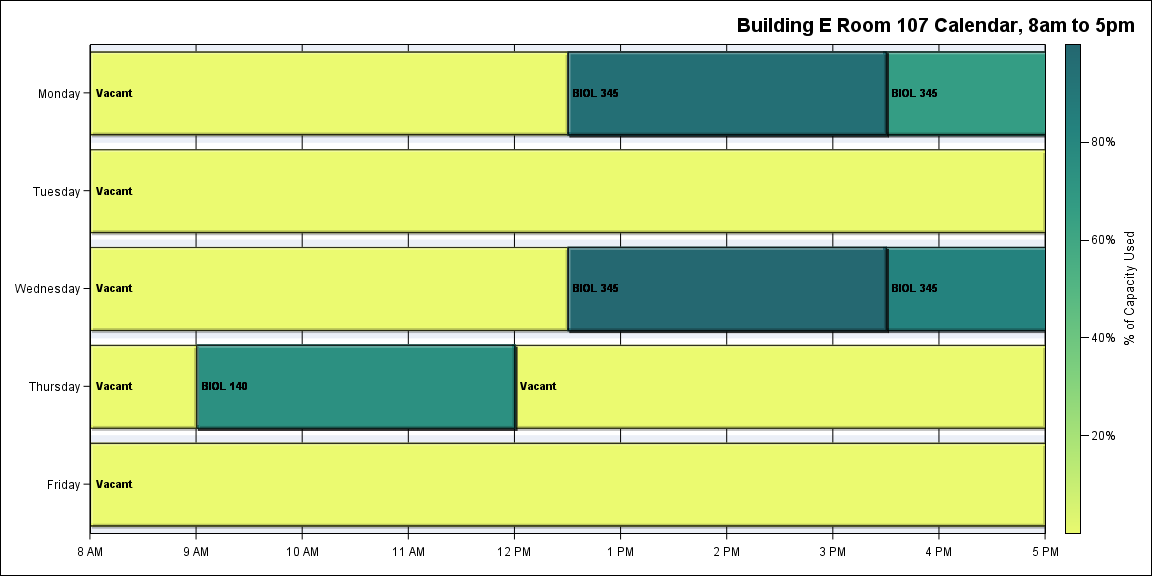 Building E Room 107 Calendar, 8am to 5pm
Monday
Vacant
BIOL 345
BIOL 345
Tuesday
Vacant
Wednesday
Vacant
BIOL 345
BIOL 345
Thursday
Vacant
BIOL 140
Vacant
Friday
Vacant
8 AM 9 AM 10 AM 11 AM 12 PM 1 PM 2 PM 3 PM 4 PM 5 PM
80%
60%
40%
20%
% of Capacity Used